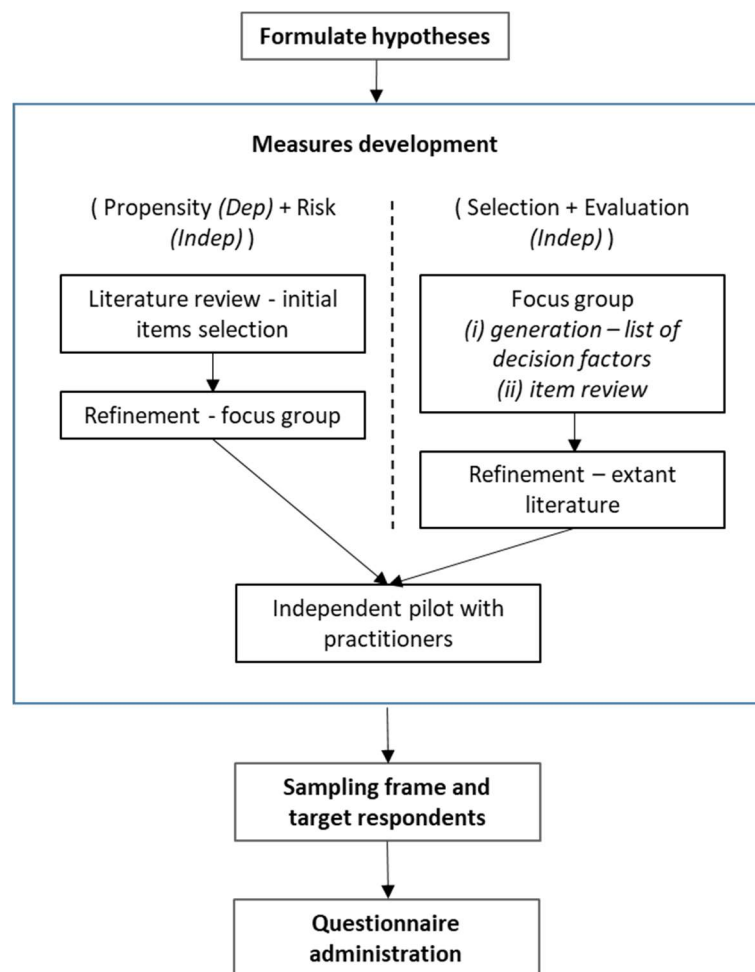 Formulate hypotheses
Measures development
( Propensity (Dep) + Risk
(Indep) )
Literature review - initial
items selection
Refinement - focus group
( Selection + Evaluation
(Indep) )
Focus group
(i) generation – list of
decision factors
(ii) item review
Refinement – extant
literature
Independent pilot with
practitioners
Sampling frame and
target respondents
Questionnaire
administration